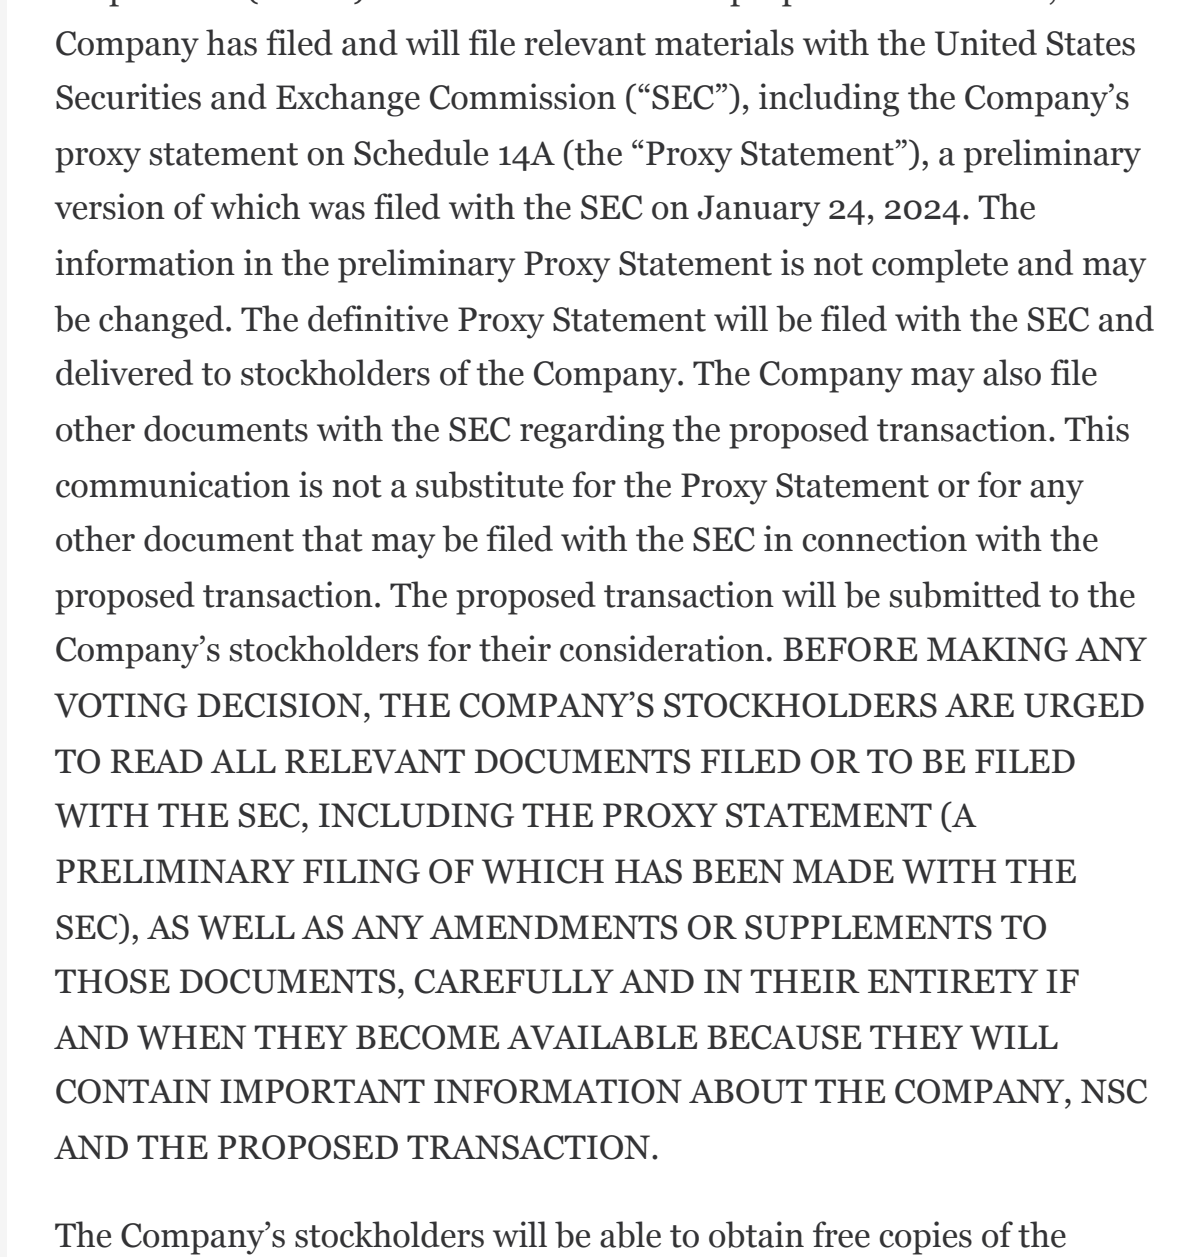 Company has filed and will file relevant materials with the United States
Securities and Exchange Commission (“SEC”), including the Company’s
proxy statement on Schedule 14A (the “Proxy Statement”), a preliminary
version of which was filed with the SEC on January 24, 2024. The
information in the preliminary Proxy Statement is not complete and may
be changed. The definitive Proxy Statement will be filed with the SEC and
delivered to stockholders of the Company. The Company may also file
other documents with the SEC regarding the proposed transaction. This
communication is not a substitute for the Proxy Statement or for any
other document that may be filed with the SEC in connection with the
proposed transaction. The proposed transaction will be submitted to the
Company’s stockholders for their consideration. BEFORE MAKING ANY
VOTING DECISION, THE COMPANY’S STOCKHOLDERS ARE URGED
TO READ ALL RELEVANT DOCUMENTS FILED OR TO BE FILED
WITH THE SEC, INCLUDING THE PROXY STATEMENT (A
PRELIMINARY FILING OF WHICH HAS BEEN MADE WITH THE
SEC), AS WELL AS ANY AMENDMENTS OR SUPPLEMENTS TO
THOSE DOCUMENTS, CAREFULLY AND IN THEIR ENTIRETY IF
AND WHEN THEY BECOME AVAILABLE BECAUSE THEY WILL
CONTAIN IMPORTANT INFORMATION ABOUT THE COMPANY, NSC
AND THE PROPOSED TRANSACTION.
The Company’s stockholders will be able to obtain free copies of the